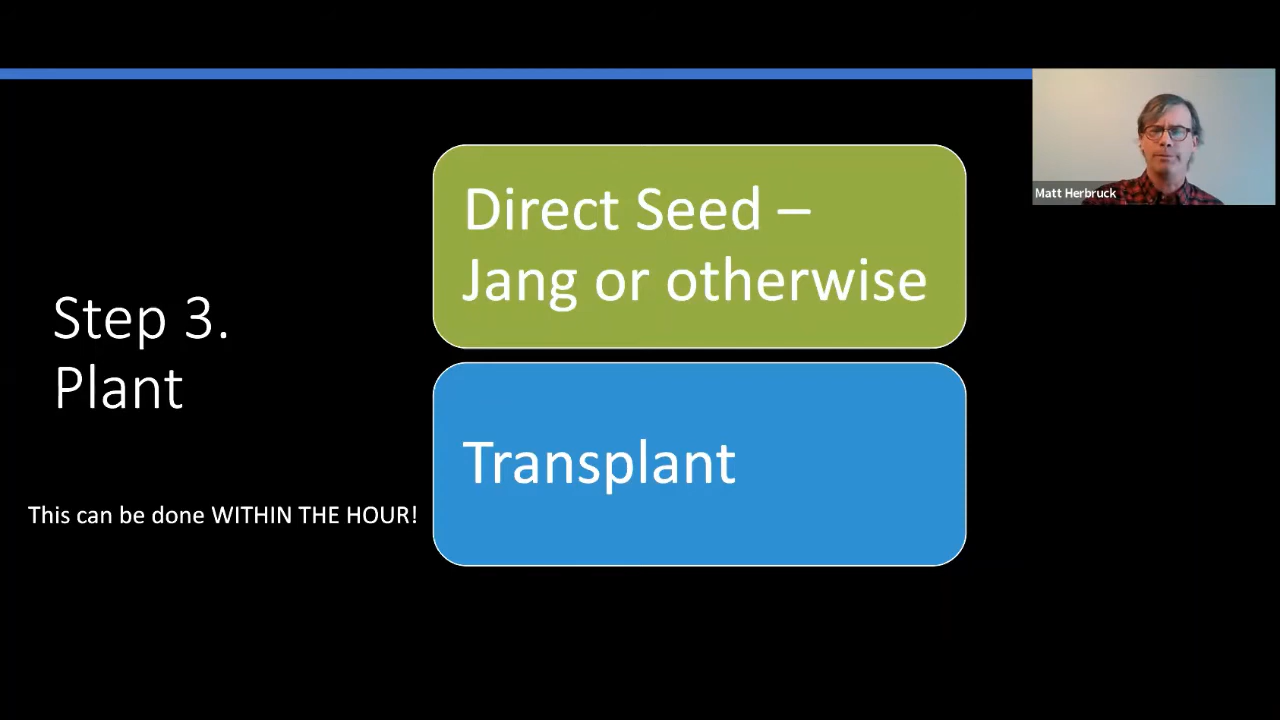 Step 3.
Plant
This can be done WITHIN THE HOUR!
Direct Seed –
Jang or otherwise
Transplant
Matt Herbruck